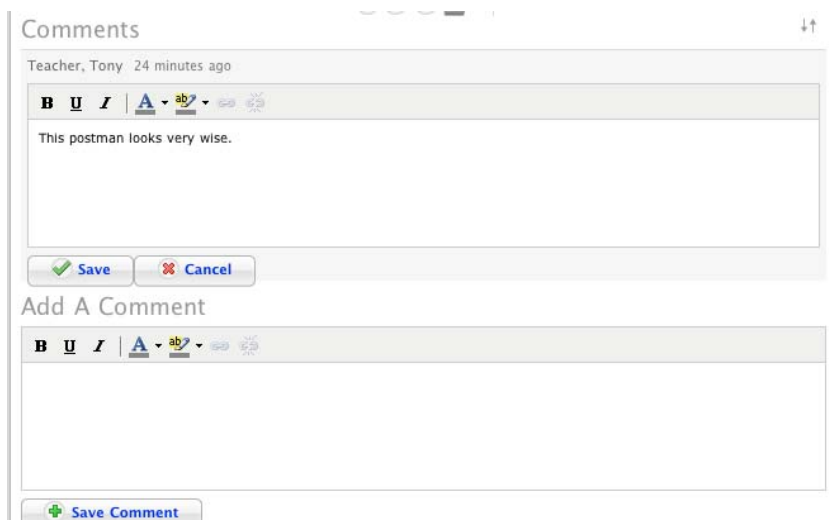 Comments
Teacher, Tony 24 minutes ago
B U I A ab
This postman looks very wise.
Save Cancel
Add A Comment
B U I A ab
Save Comment